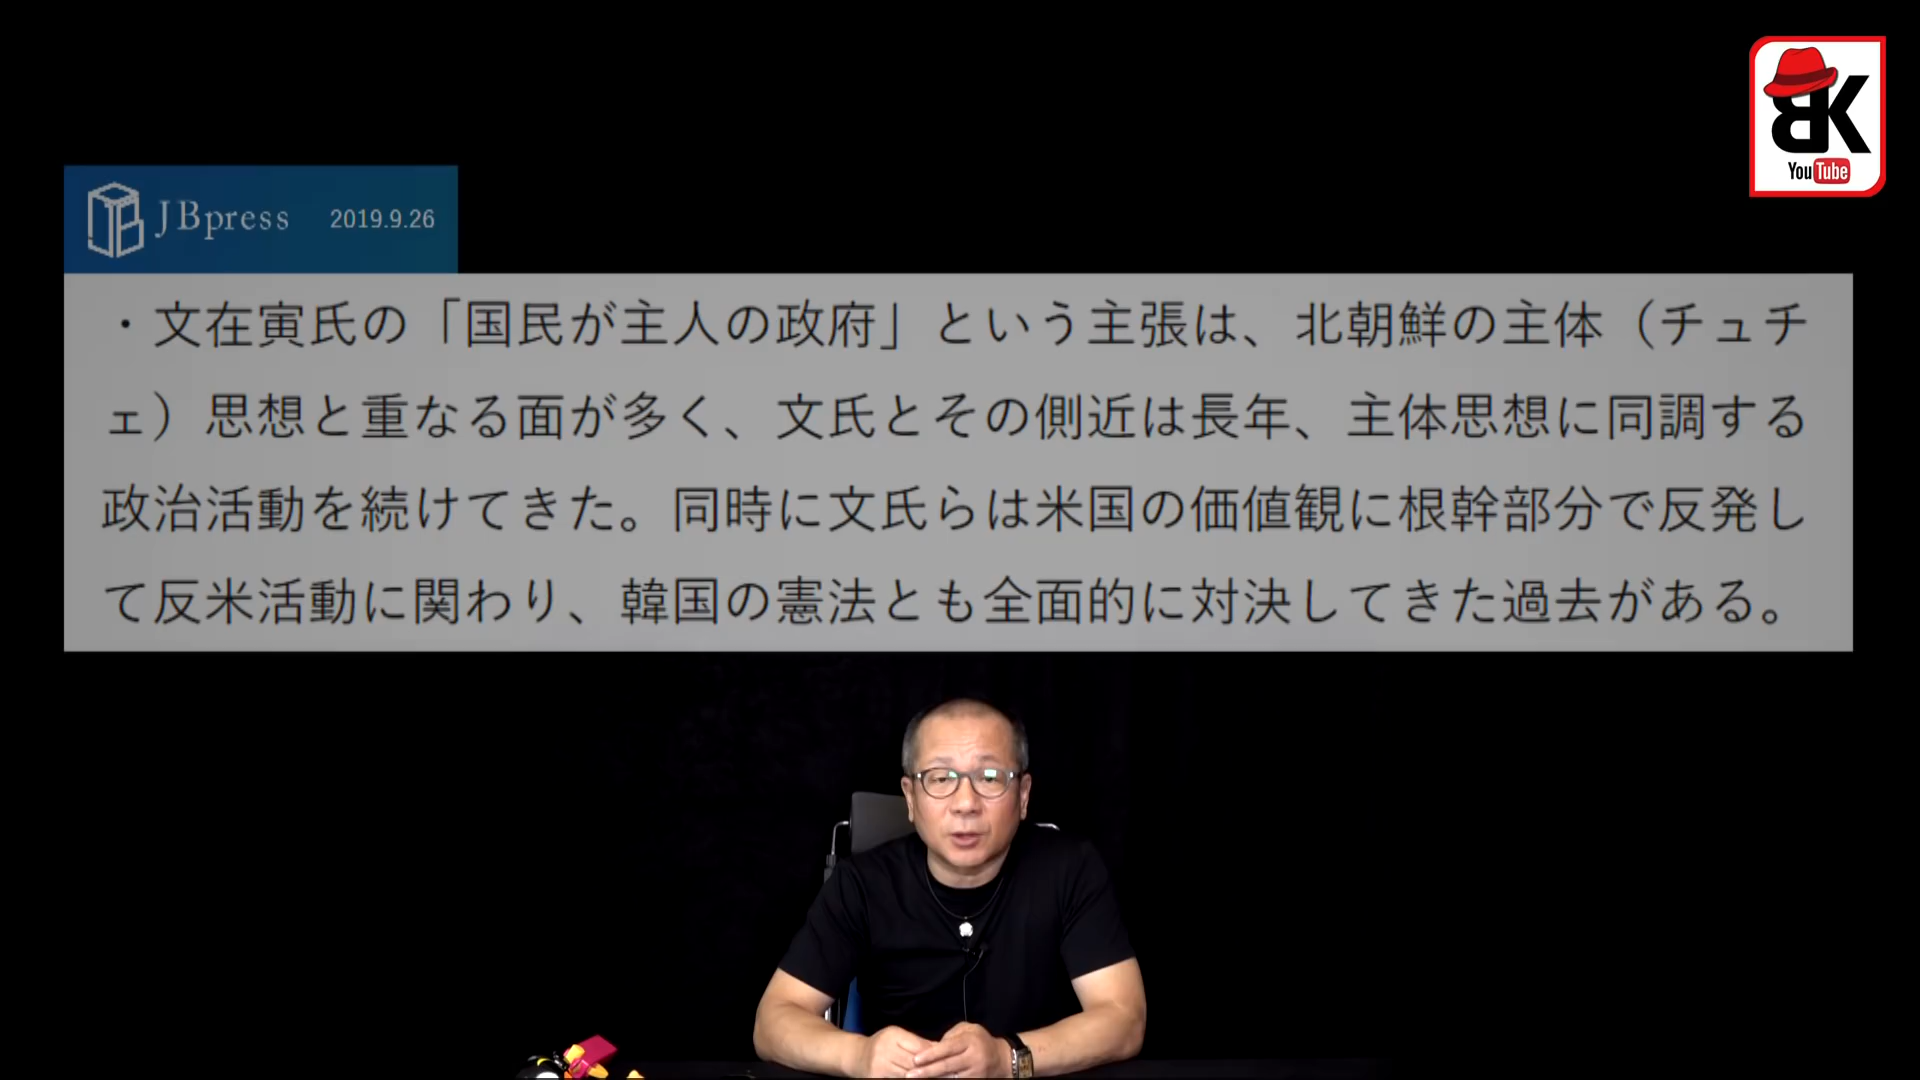 BK
YouTube
JBpress 2019.9.26
・文在寅氏の「国民が主人の政府」という主張は、北朝鮮の主体（チュチ
ェ）思想と重なる面が多く、文氏とその側近は長年、主体思想に同調する
政治活動を続けてきた。同時に文氏らは米国の価値観に根幹部分で反発し
て反米活動に関わり、韓国の憲法とも全面的に対決してきた過去がある。